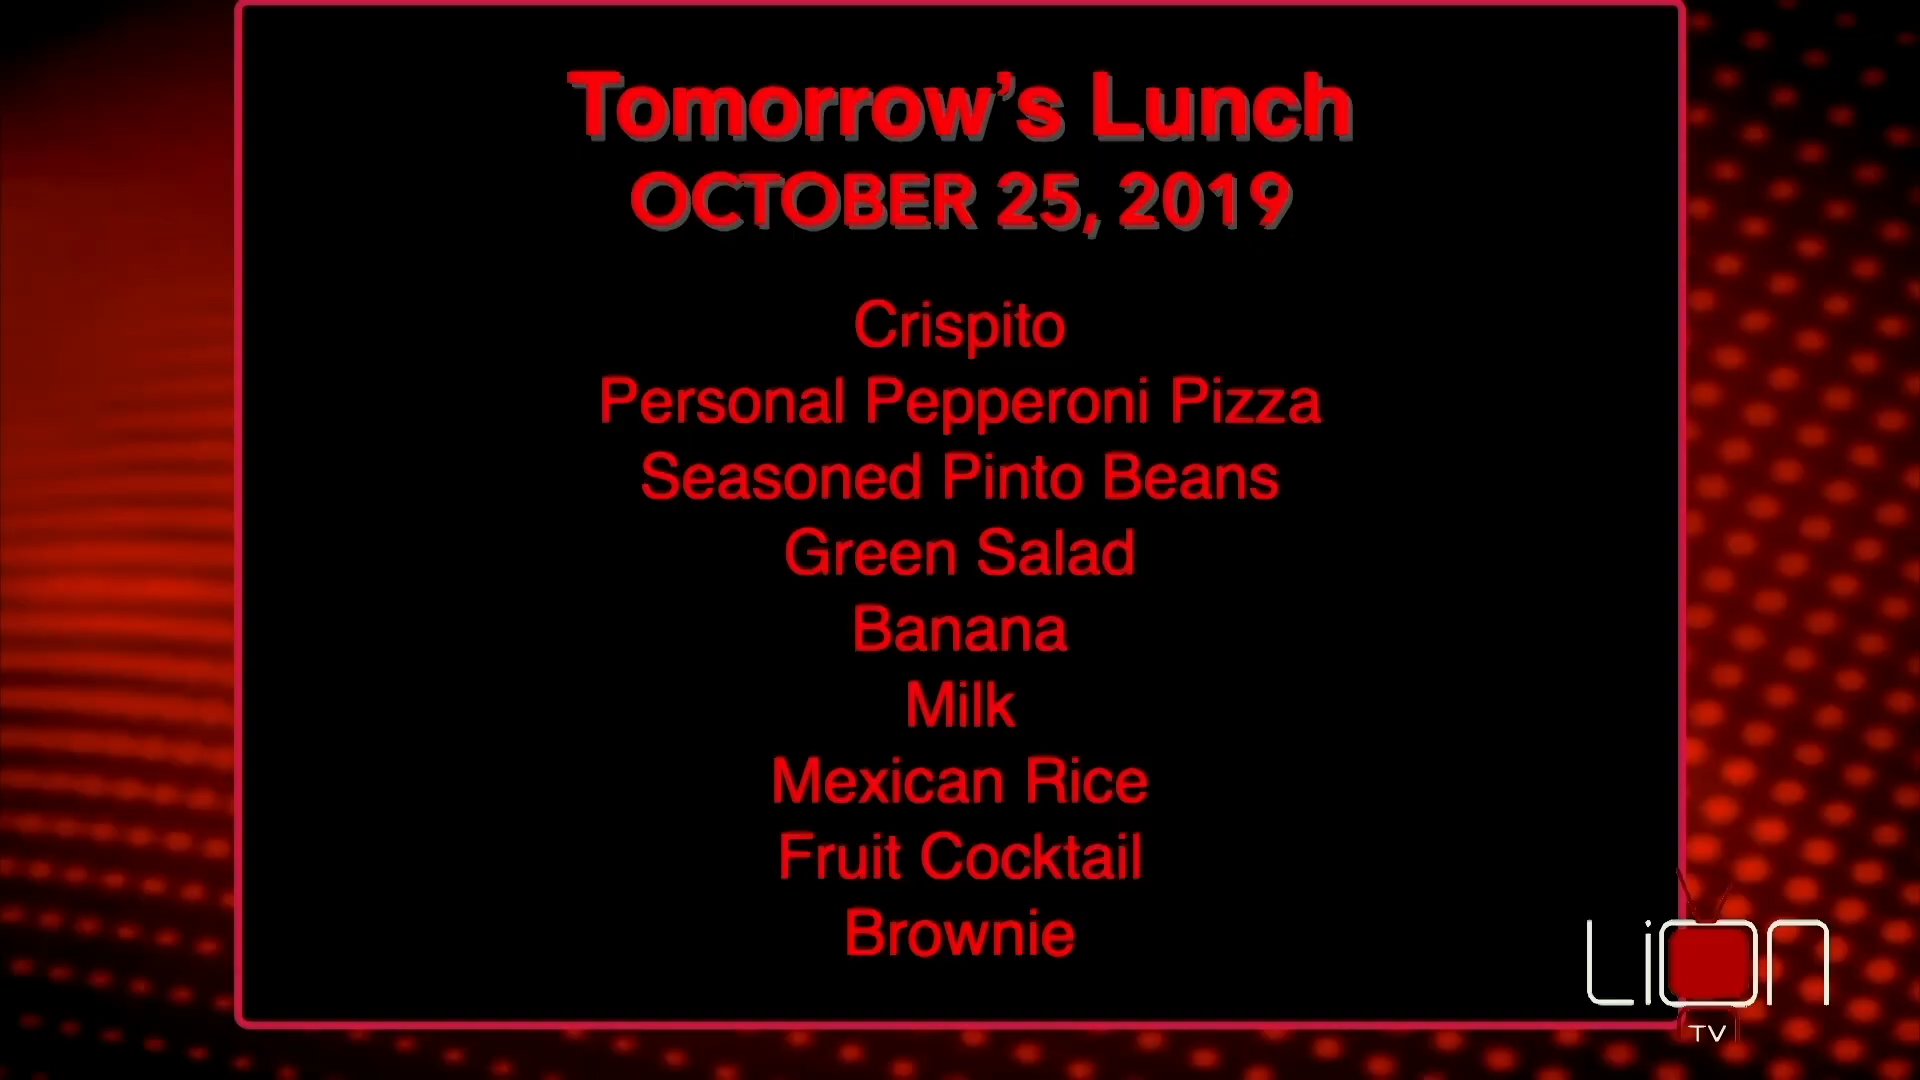 Tomorrow’s Lunch
OCTOBER 25, 2019
Crispito
Personal Pepperoni Pizza
Seasoned Pinto Beans
Green Salad
Banana
Milk
Mexican Rice
Fruit Cocktail
Brownie
LiOn
TV